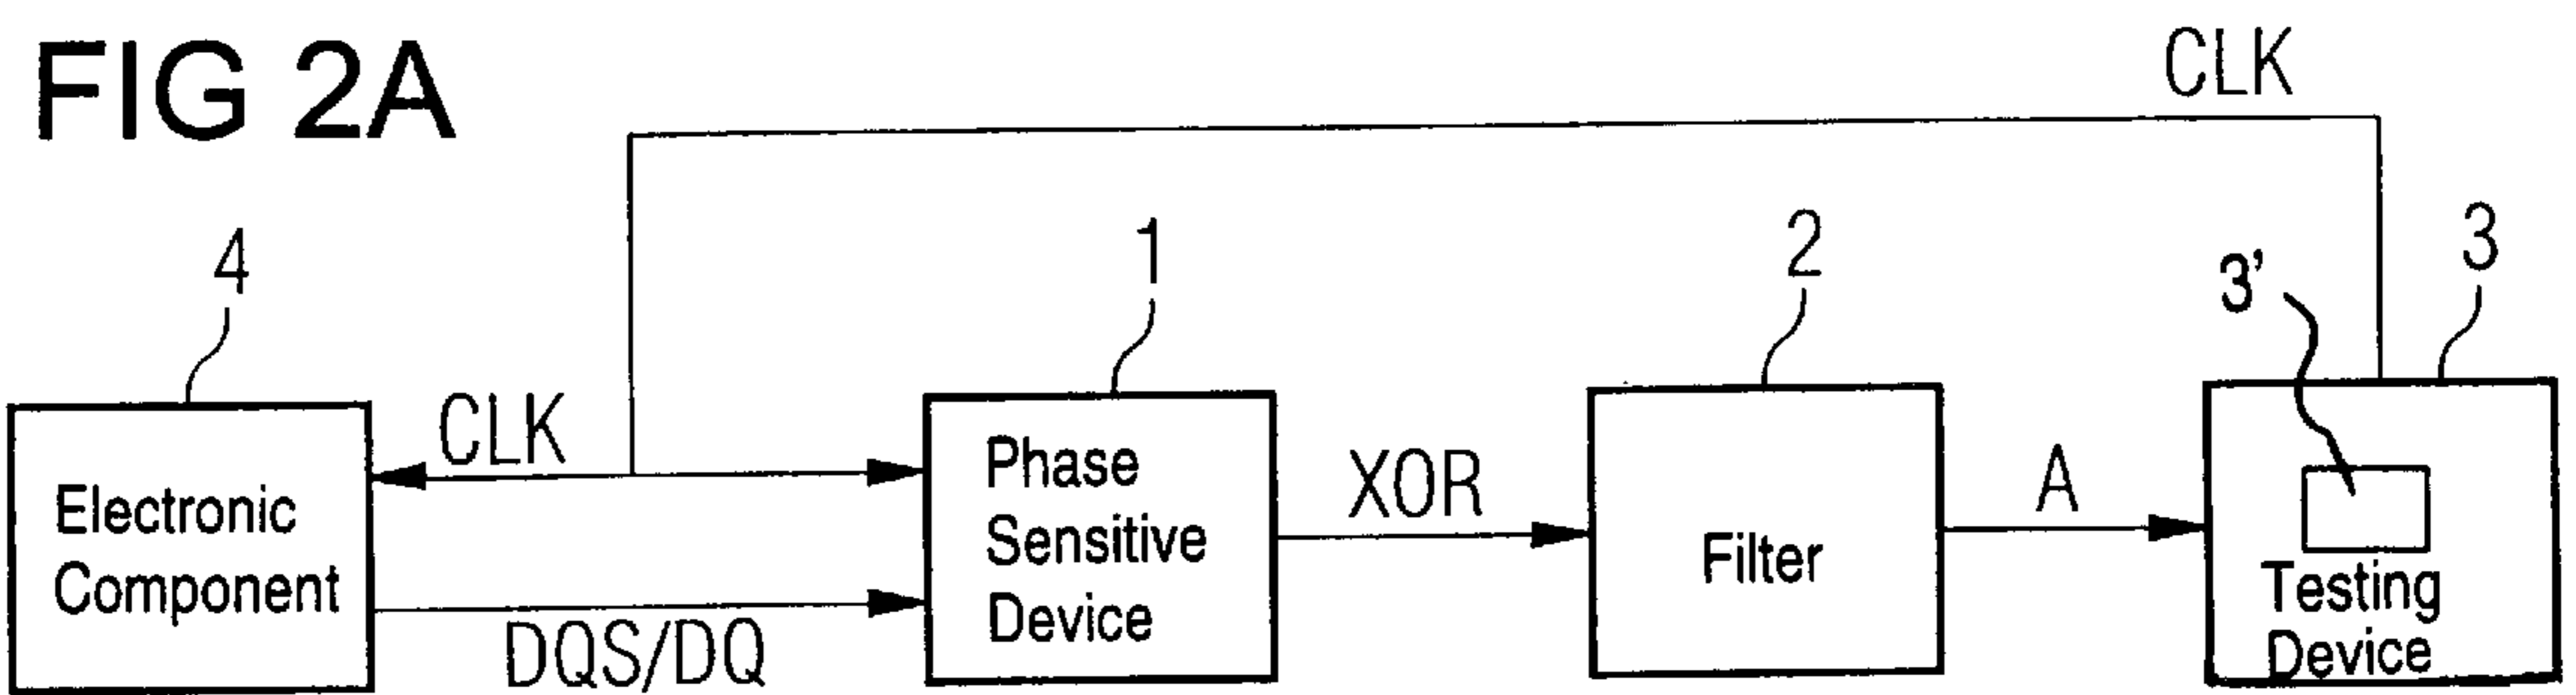 FIG 2A
CLK
4
1
2
3'
3
CLK
Electronic
Component
DQS/DQ
Phase
Sensitive
Device
XOR
Filter
A
Testing
Device